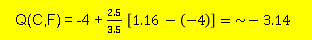 Q(C,F) = -4 + 2.5/3.5 [1.16 − (−4)] = ~ − 3.14